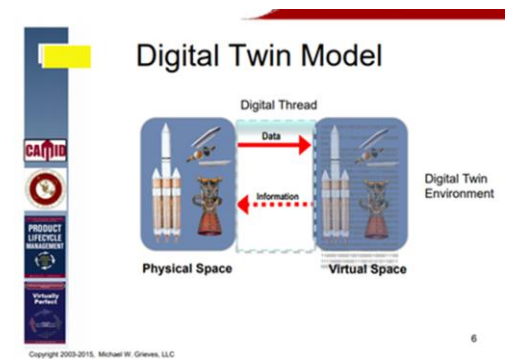 Digital Twin Model
Digital Thread
Data
Information
Physical Space
Virtual Space
Digital Twin
Environment
CAMID
PRODUCT
LIFECYCLE
MANAGEMENT
Virtually
Perfect
6
Copyright 2003-2015, Michael W. Grieves, LLC